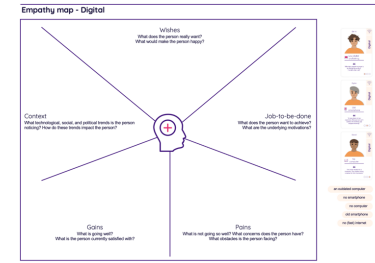 Empathy map - Digital
Wishes
What does the person really want?
What would make the person happy?
Context
What technological, social, and political trends is the person
noticing? How do these trends impact the person?
Job-to-be-done
What does the person want to achieve?
What are the underlying motivations?
Gains
What is going well?
What is the person currently satisfied with?
Pains
What is not going so well? What concerns does the person have?
What obstacles is the person facing?
Digital
Digital
Digital
an outdated computer
no smartphone
no computer
old smartphone
no (fast) internet